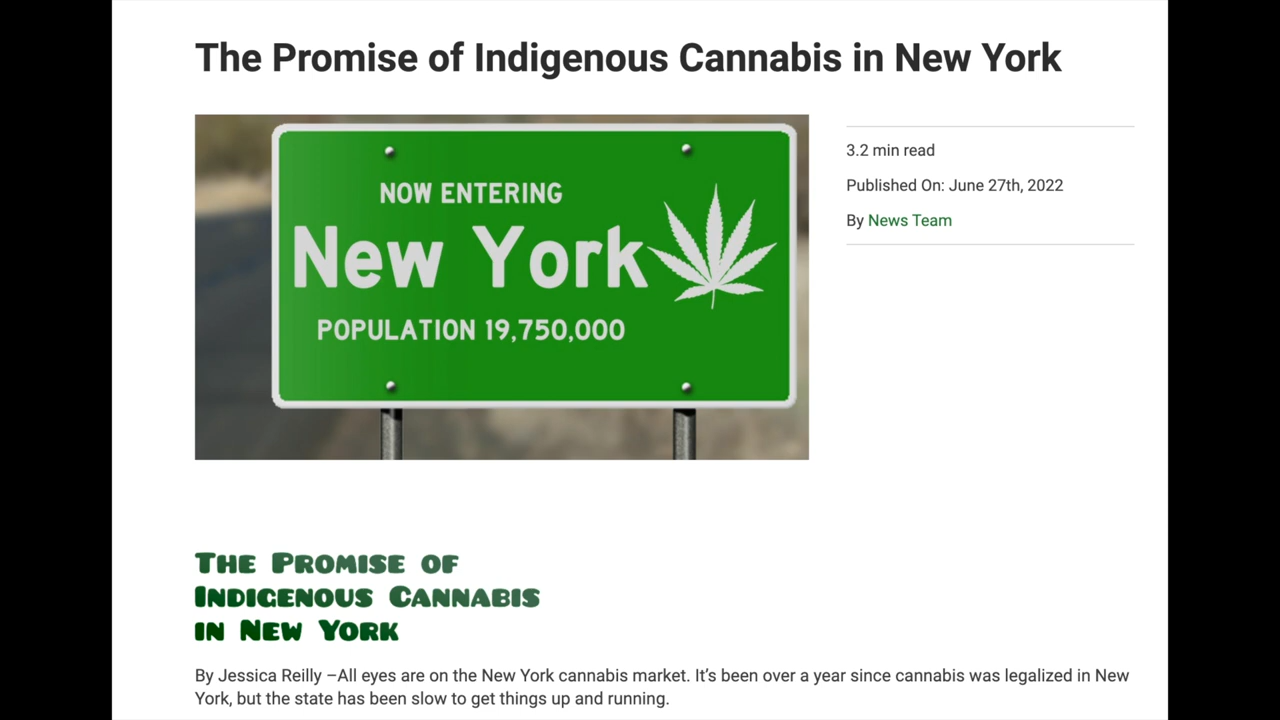 The Promise of Indigenous Cannabis in New York
NOW ENTERING
New York
POPULATION 19,750,000
3.2 min read
Published On: June 27th, 2022
By News Team
The Promise of
Indigenous Cannabis
in New York
By Jessica Reilly –All eyes are on the New York cannabis market. It’s been over a year since cannabis was legalized in New
York, but the state has been slow to get things up and running.